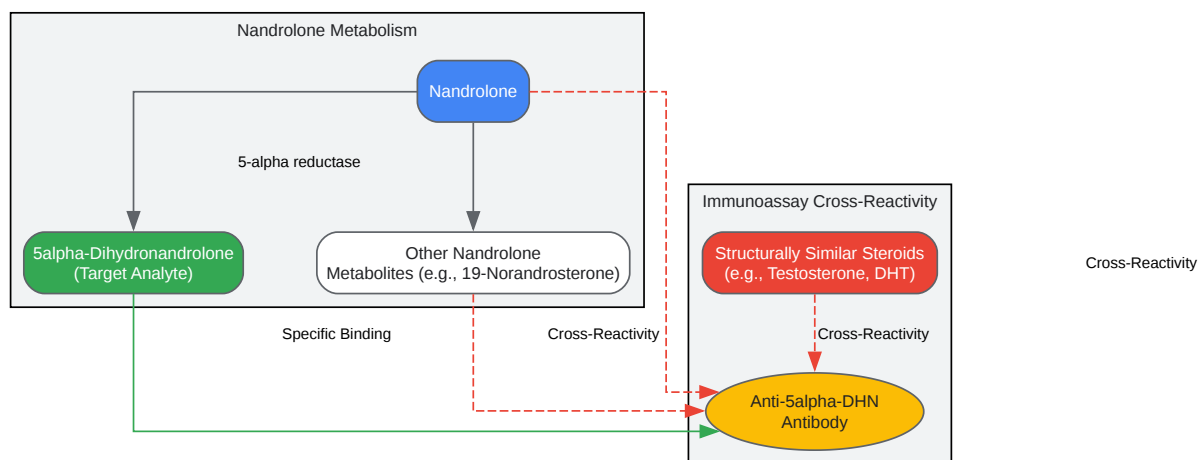 Nandrolone Metabolism
Nandrolone
5-alpha reductase
5alpha-Dihydronandrolone
(Target Analyte)
Other Nandrolone
Metabolites (e.g., 19-Norandrosterone)
Immunoassay Cross-Reactivity
Structurally Similar Steroids
(e.g., Testosterone, DHT)
Cross-Reactivity
Specific Binding
Cross-Reactivity
Cross-Reactivity
Anti-5alpha-DHN
Antibody